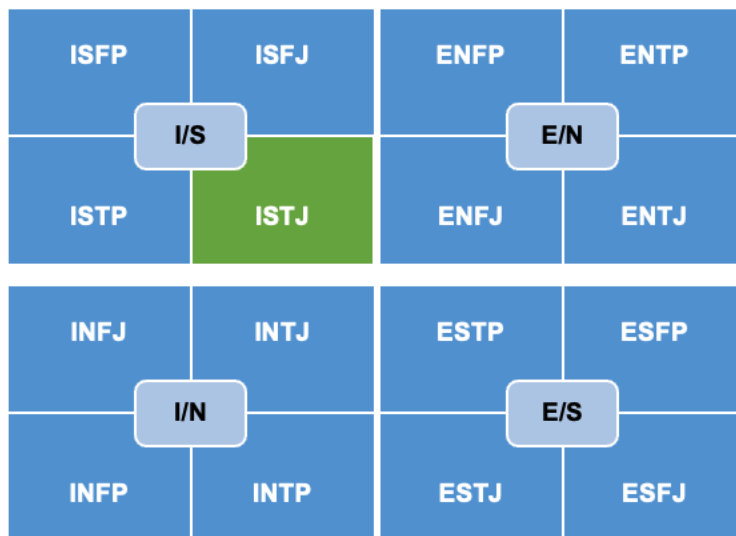 ISFP ISFJ ENFP ENTP
I/S E/N
ISTP ISTJ ENFJ ENTJ
INFJ INTJ ESTP ESFP
I/N E/S
INFP INTP ESTJ ESFJ